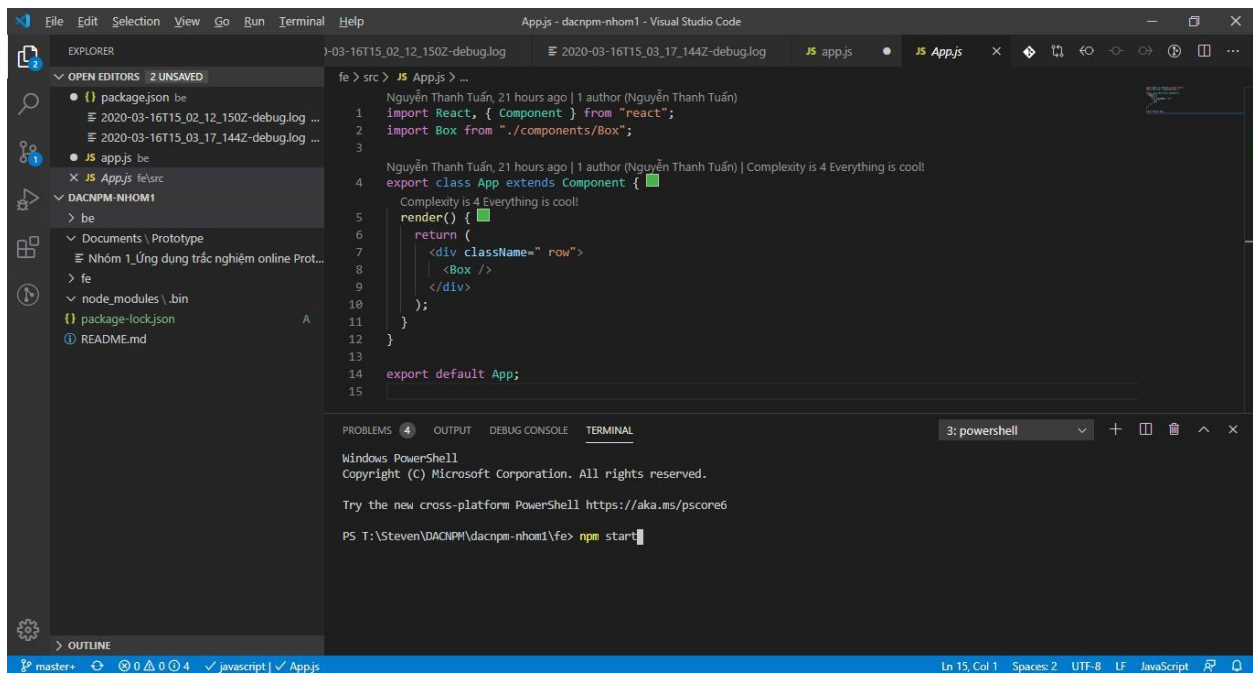 File Edit Selection View Go Run Terminal Help App.js - dacnpm-nhom1 - Visual Studio Code
EXPLORER
OPEN EDITORS 2 UNSAVED
{} package.json be
2020-03-16T15_02_12_150Z-debug.log ...
2020-03-16T15_03_17_144Z-debug.log ...
JS app.js be
JS App.js fe\src
DACNPM-NHOM1
> be
Documents \ Prototype
Nhóm 1_Ứng dụng trắc nghiệm online Prot...
> fe
node_modules \ .bin
{} package-lock.json A
README.md
> OUTLINE
2
1
)-03-16T15_02_12_150Z-debug.log 2020-03-16T15_03_17_144Z-debug.log JS app.js JS App.js
fe > src > JS App.js > ...
Nguyễn Thanh Tuấn, 21 hours ago | 1 author (Nguyễn Thanh Tuấn)
1 import React, { Component } from "react";
2 import Box from "./components/Box";
3
Nguyễn Thanh Tuấn, 21 hours ago | 1 author (Nguyễn Thanh Tuấn) | Complexity is 4 Everything is cool!
4 export class App extends Component {
Complexity is 4 Everything is cool!
5 render() {
6 return (
7 <div className=" row">
8 <Box />
9 </div>
10 );
11 }
12 }
13
14 export default App;
15
PROBLEMS 4 OUTPUT DEBUG CONSOLE TERMINAL 3: powershell
Windows PowerShell
Copyright (C) Microsoft Corporation. All rights reserved.
Try the new cross-platform PowerShell https://aka.ms/pscore6
PS T:\Steven\DACNPM\dacnpm-nhom1\fe> npm start
master+ 0 0 4 javascript | App.js Ln 15, Col 1 Spaces: 2 UTF-8 LF JavaScript